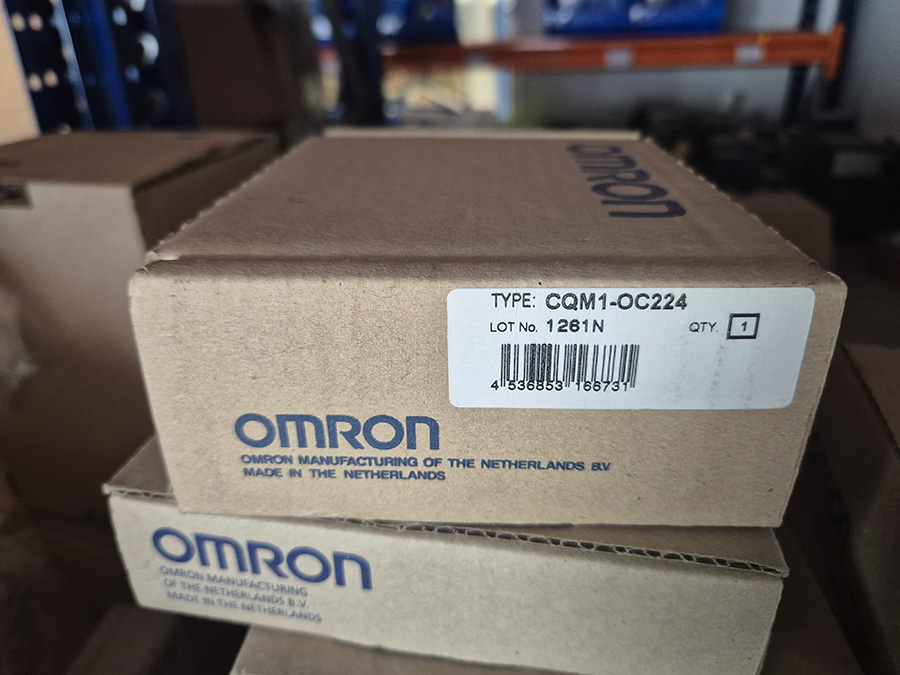 OMRON
TYPE: CQM1-OC224
LOT No. 1261N QTY. 1
4 536853 166731
OMRON
OMRON MANUFACTURING OF THE NETHERLANDS B.V
MADE IN THE NETHERLANDS
OMRON
OMRON MANUFACTURING
OF THE NETHERLANDS B.V.
MADE IN THE NETHERLANDS